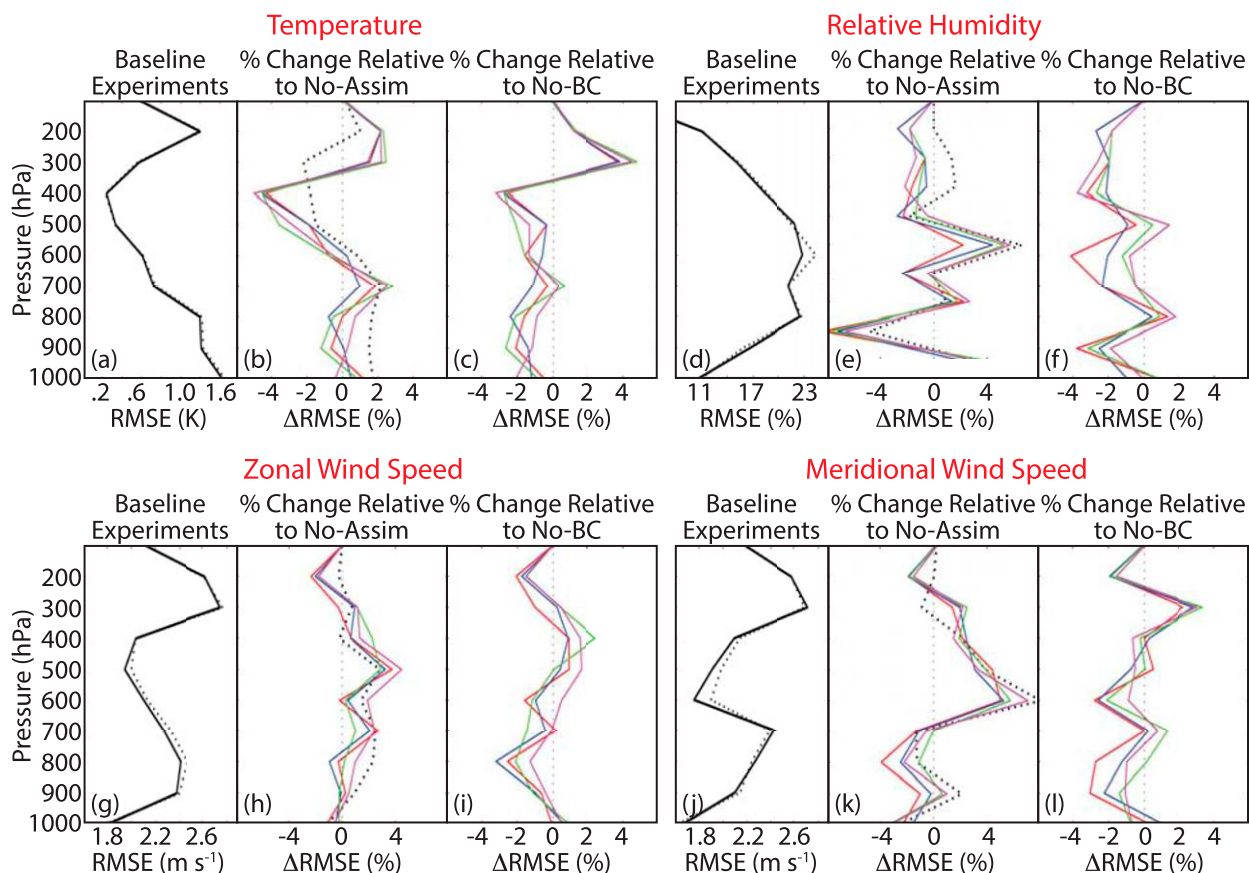 Temperature
Relative Humidity
Baseline Experiments
% Change Relative to No-Assim
% Change Relative to No-BC
Baseline Experiments
% Change Relative to No-Assim
% Change Relative to No-BC
Pressure (hPa)
200
300
400
500
600
700
800
900
1000
(a)
(b)
(c)
(d)
(e)
(f)
.2 .6 1.0 1.6
-4 -2 0 2 4
-4 -2 0 2 4
11 17 23
-4 0 4
-4 -2 0 2 4
RMSE (K)
ΔRMSE (%)
ΔRMSE (%)
RMSE (%)
ΔRMSE (%)
ΔRMSE (%)
Zonal Wind Speed
Meridional Wind Speed
Baseline Experiments
% Change Relative to No-Assim
% Change Relative to No-BC
Baseline Experiments
% Change Relative to No-Assim
% Change Relative to No-BC
Pressure (hPa)
200
300
400
500
600
700
800
900
1000
(g)
(h)
(i)
(j)
(k)
(l)
1.8 2.2 2.6
-4 0 4
-4 -2 0 2 4
1.8 2.2 2.6
-4 0 4
-4 -2 0 2 4
RMSE (m s-1)
ΔRMSE (%)
ΔRMSE (%)
RMSE (m s-1)
ΔRMSE (%)
ΔRMSE (%)